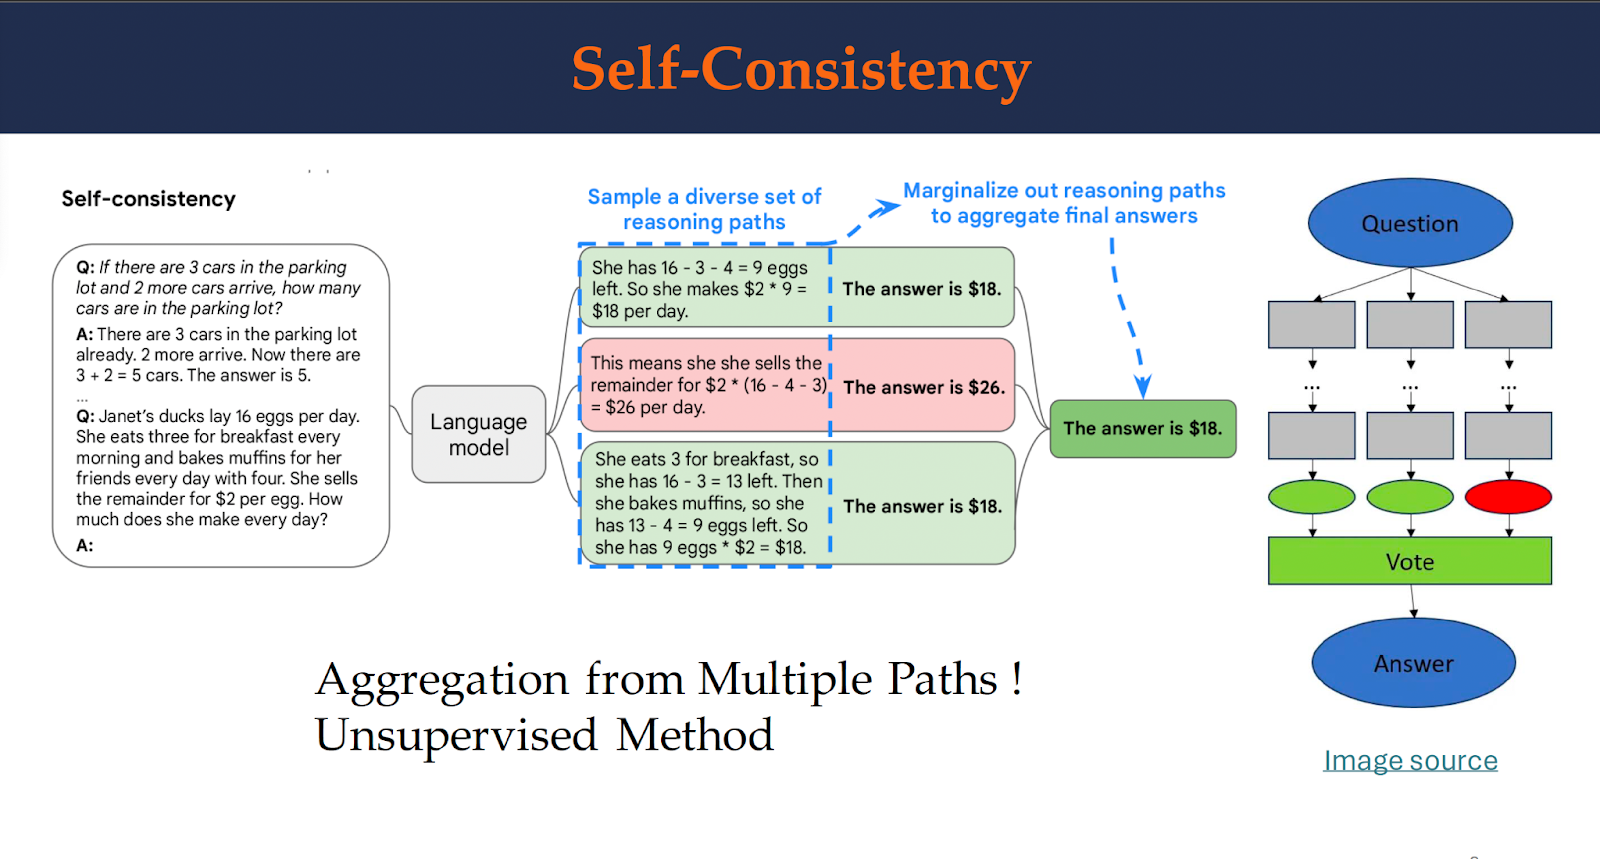 Self-Consistency
Self-consistency
Q: If there are 3 cars in the parking
lot and 2 more cars arrive, how many
cars are in the parking lot?
A: There are 3 cars in the parking lot
already. 2 more arrive. Now there are
3 + 2 = 5 cars. The answer is 5.
...
Q: Janet's ducks lay 16 eggs per day.
She eats three for breakfast every
morning and bakes muffins for her
friends every day with four. She sells
the remainder for $2 per egg. How
much does she make every day?
A:
Language
model
Sample a diverse set of
reasoning paths
She has 16 - 3 - 4 = 9 eggs
left. So she makes $2 * 9 =
$18 per day.
The answer is $18.
This means she she sells the
remainder for $2 * (16 - 4 - 3)
= $26 per day.
The answer is $26.
She eats 3 for breakfast, so
she has 16 - 3 = 13 left. Then
she bakes muffins, so she
has 13 - 4 = 9 eggs left. So
she has 9 eggs * $2 = $18.
The answer is $18.
Marginalize out reasoning paths
to aggregate final answers
The answer is $18.
Question
... ... ...
Vote
Answer
Image source
Aggregation from Multiple Paths !
Unsupervised Method